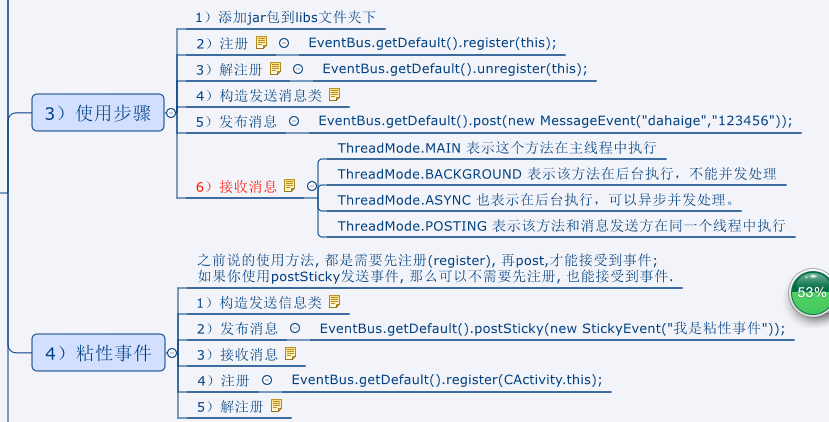 3）使用步骤
1）添加jar包到libs文件夹下
2）注册 EventBus.getDefault().register(this);
3）解注册 EventBus.getDefault().unregister(this);
4）构造发送消息类
5）发布消息 EventBus.getDefault().post(new MessageEvent("dahaige","123456"));
6）接收消息
ThreadMode.MAIN 表示这个方法在主线程中执行
ThreadMode.BACKGROUND 表示该方法在后台执行，不能并发处理
ThreadMode.ASYNC 也表示在后台执行，可以异步并发处理。
ThreadMode.POSTING 表示该方法和消息发送方在同一个线程中执行
4）粘性事件
之前说的使用方法, 都是需要先注册(register), 再post,才能接受到事件;
如果你使用postSticky发送事件, 那么可以不需要先注册, 也能接受到事件.
1）构造发送信息类
2）发布消息 EventBus.getDefault().postSticky(new StickyEvent("我是粘性事件"));
3）接收消息
4）注册 EventBus.getDefault().register(CActivity.this);
5）解注册
53%